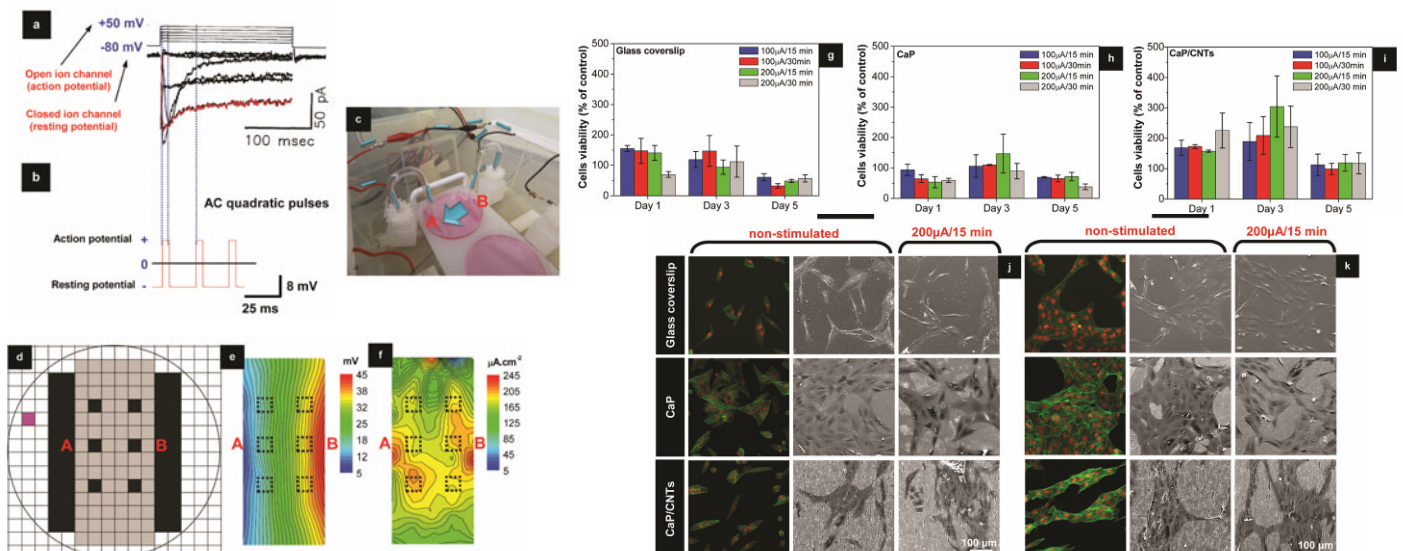 a
+50 mV
-80 mV
Open ion channel
(action potential)
Closed ion channel
(resting potential)
50 pA
100 msec
b
AC quadratic pulses
Action potential
+
0
Resting potential
-
8 mV
25 ms
c
A
B
d
A
B
e
mV
45
38
32
25
18
12
5
A
B
f
µA.cm-2
245
205
165
125
85
45
5
A
B
Glass coverslip
g
100µA/15 min
100µA/30min
200µA/15 min
200µA/30 min
Cells viability (% of control)
500
400
300
200
100
0
Day 1
Day 3
Day 5
CaP
h
100µA/15 min
100µA/30min
200µA/15 min
200µA/30 min
Cells viability (% of control)
500
400
300
200
100
0
Day 1
Day 3
Day 5
CaP/CNTs
i
100µA/15 min
100µA/30 min
200µA/15 min
200µA/30 min
Cells viability (% of control)
500
400
300
200
100
0
Day 1
Day 3
Day 5
non-stimulated
200µA/15 min
non-stimulated
200µA/15 min
j
k
Glass coverslip
CaP
CaP/CNTs
100 µm
100 µm